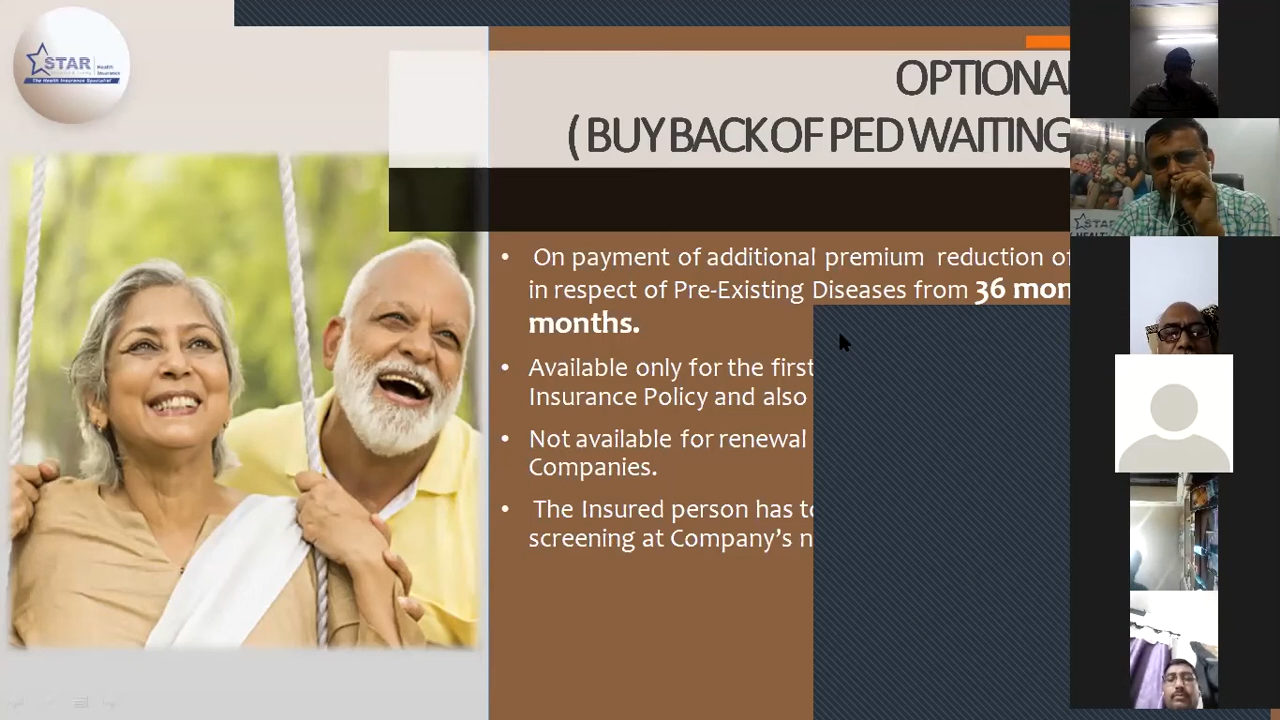 STAR Health Insurance
The Health Insurance Specialist
OPTIONA
( BUY BACK OF PED WAITING
• On payment of additional premium reduction of
in respect of Pre-Existing Diseases from 36 mon
months.
• Available only for the first
Insurance Policy and also
• Not available for renewal
Companies.
• The Insured person has to
screening at Company’s n
STAR
HEALTH